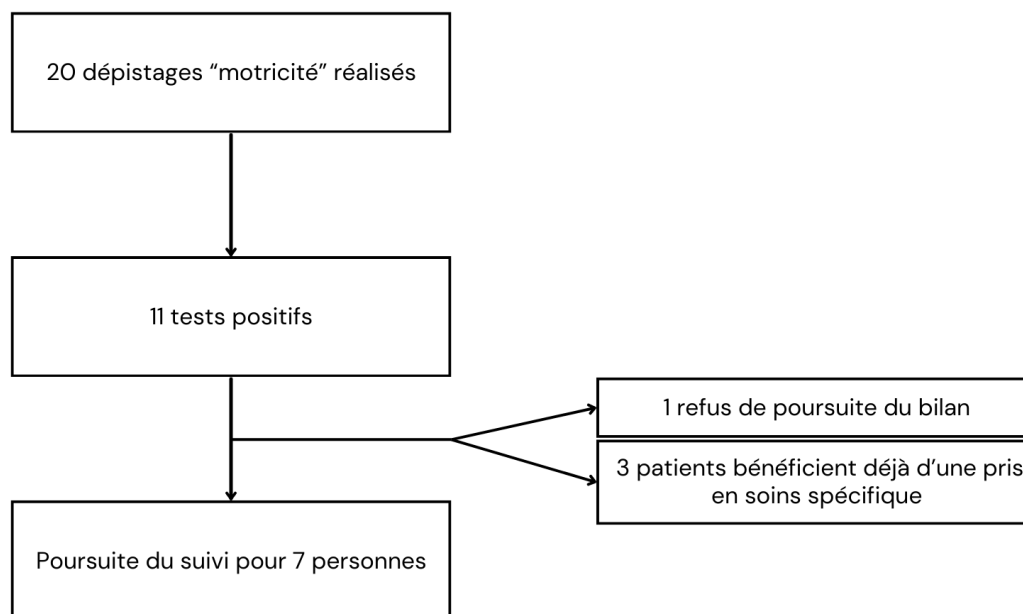 20 dépistages “motricité” réalisés
11 tests positifs
1 refus de poursuite du bilan
3 patients bénéficient déjà d’une pris
en soins spécifique
Poursuite du suivi pour 7 personnes